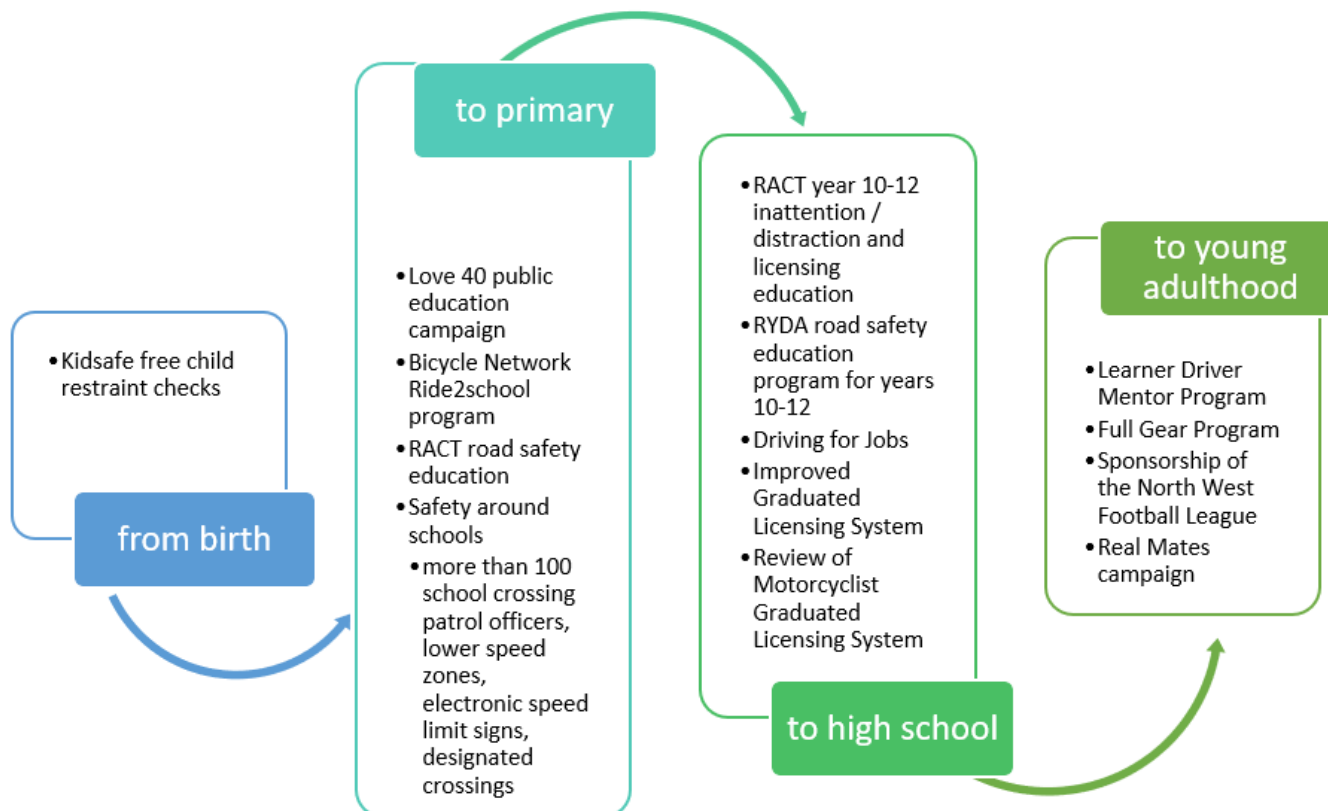 from birth
•Kidsafe free child
restraint checks
to primary
•Love 40 public
education
campaign
•Bicycle Network
Ride2school
program
•RACT road safety
education
•Safety around
schools
•more than 100
school crossing
patrol officers,
lower speed
zones,
electronic speed
limit signs,
designated
crossings
to high school
•RACT year 10-12
inattention /
distraction and
licensing
education
•RYDA road safety
education
program for years
10-12
•Driving for Jobs
•Improved
Graduated
Licensing System
•Review of
Motorcyclist
Graduated
Licensing System
to young
adulthood
•Learner Driver
Mentor Program
•Full Gear Program
•Sponsorship of
the North West
Football League
•Real Mates
campaign